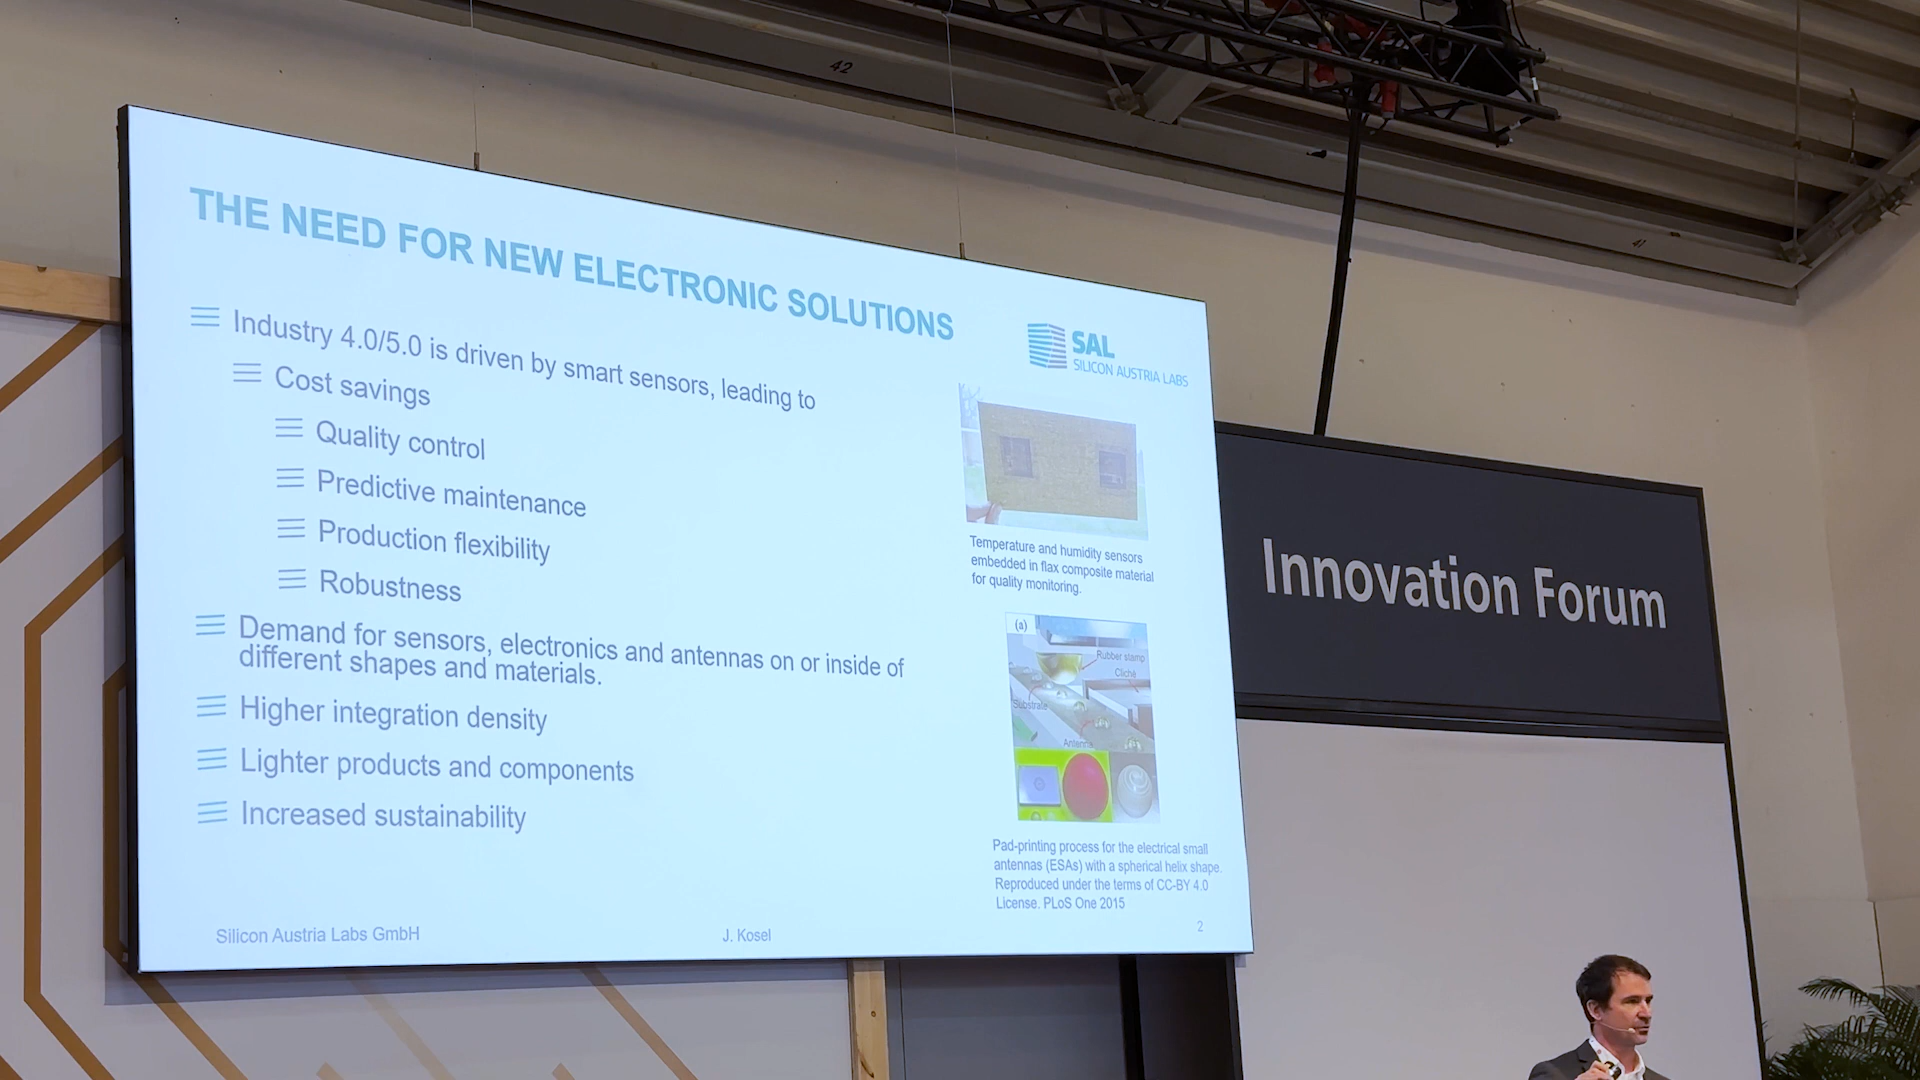 42
41
THE NEED FOR NEW ELECTRONIC SOLUTIONS
SAL
SILICON AUSTRIA LABS
Industry 4.0/5.0 is driven by smart sensors, leading to
Cost savings
Quality control
Predictive maintenance
Production flexibility
Robustness
Demand for sensors, electronics and antennas on or inside of
different shapes and materials.
Higher integration density
Lighter products and components
Increased sustainability
Temperature and humidity sensors
embedded in flax composite material
for quality monitoring.
(a)
Rubber stamp
Cliché
Substrate
Antenna
Pad-printing process for the electrical small
antennas (ESAs) with a spherical helix shape.
Reproduced under the terms of CC-BY 4.0
License. PLoS One 2015
Silicon Austria Labs GmbH
J. Kosel
2
Innovation Forum